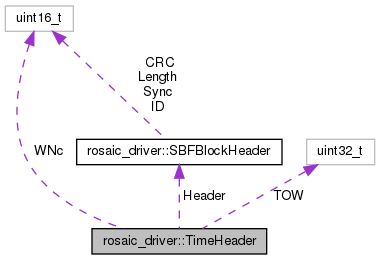 uint16_t
CRC
Length
Sync
ID
WNc
rosaic_driver::SBFBlockHeader
uint32_t
Header
TOW
rosaic_driver::TimeHeader